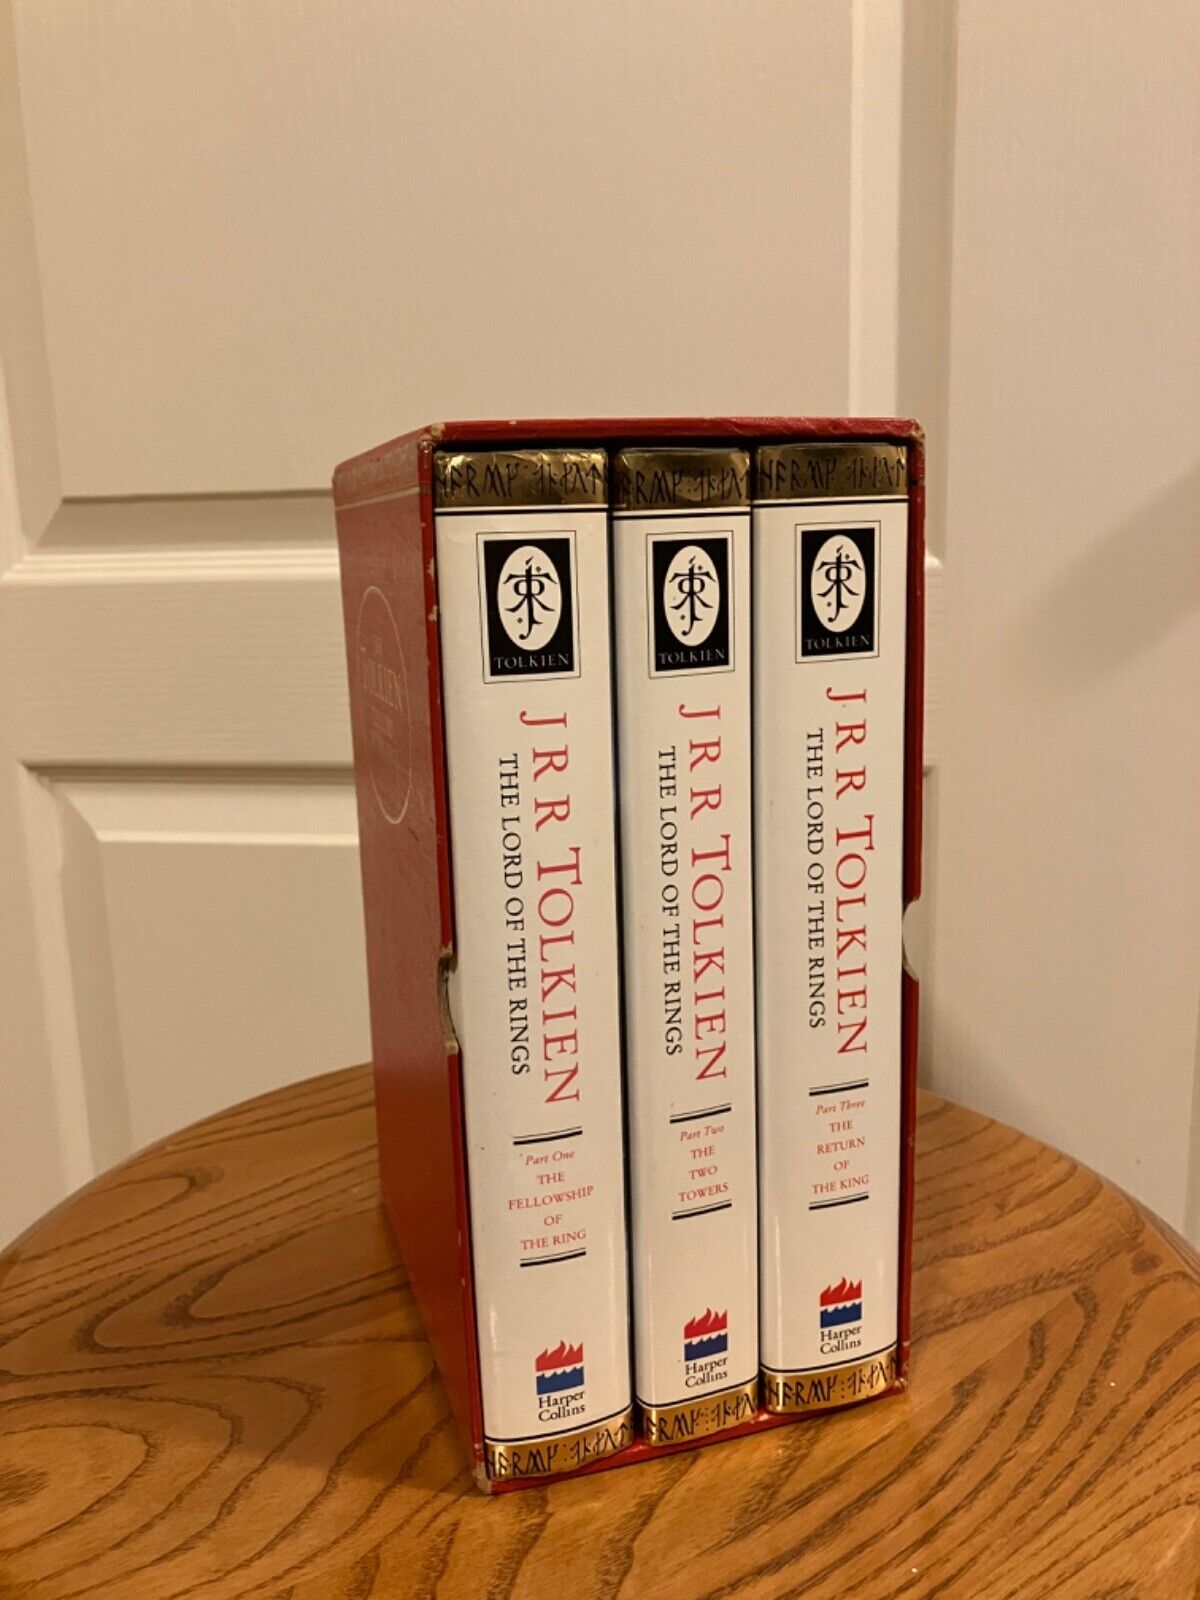 TOLKIEN
TOLKIEN
J R R TOLKIEN
THE LORD OF THE RINGS
Part One
THE
FELLOWSHIP
OF
THE RING
Harper
Collins
TOLKIEN
J R R TOLKIEN
THE LORD OF THE RINGS
Part Two
THE
TWO
TOWERS
Harper
Collins
TOLKIEN
J R R TOLKIEN
THE LORD OF THE RINGS
Part Three
THE
RETURN
OF
THE KING
Harper
Collins